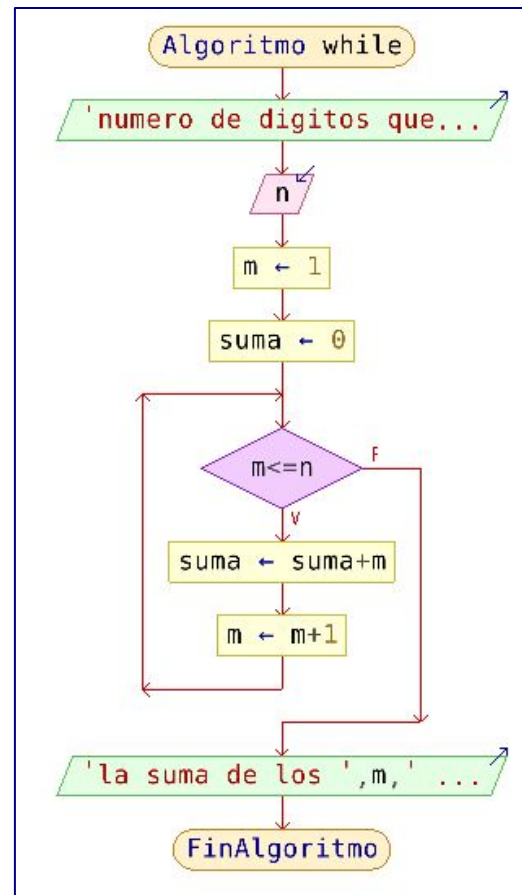 Algoritmo while
'numero de digitos que...
n
m ← 1
suma ← 0
m<=n
F
V
suma ← suma+m
m ← m+1
'la suma de los ',m,' ...
FinAlgoritmo